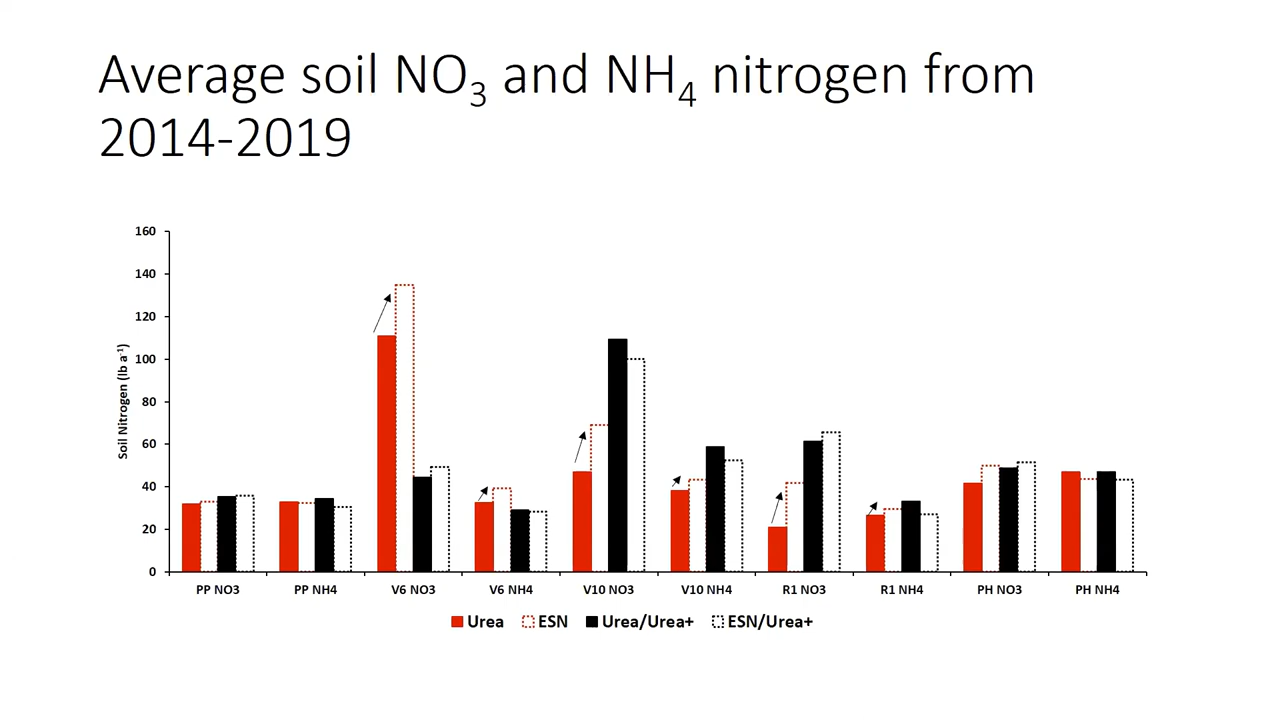 Average soil NO₃ and NH₄ nitrogen from
2014-2019
160
140
120
100
80
60
40
20
0
Soil Nitrogen (lb a⁻¹)
PP NO3 PP NH4 V6 NO3 V6 NH4 V10 NO3 V10 NH4 R1 NO3 R1 NH4 PH NO3 PH NH4
Urea ESN Urea/Urea+ ESN/Urea+